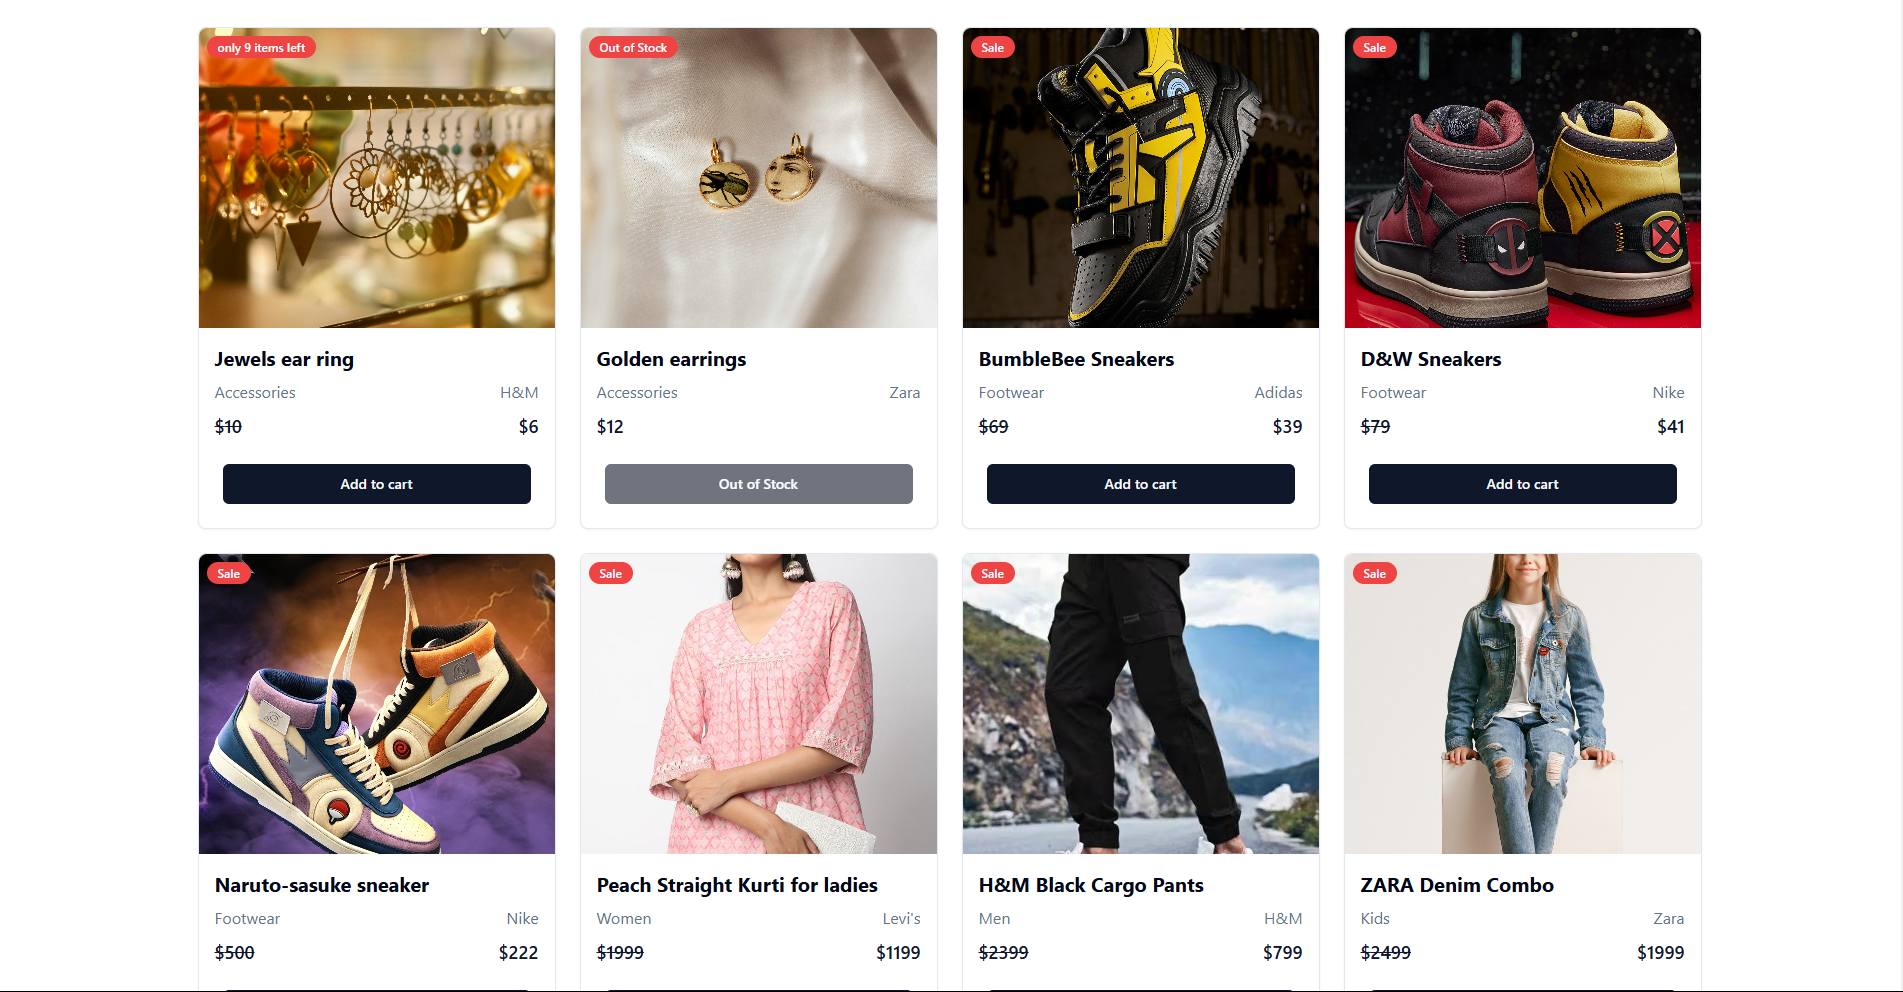 only 9 items left
Jewels ear ring
Accessories H&M
$10 $6
Add to cart
Out of Stock
Golden earrings
Accessories Zara
$12
Out of Stock
Sale
BumbleBee Sneakers
Footwear Adidas
$69 $39
Add to cart
Sale
D&W Sneakers
Footwear Nike
$79 $41
Add to cart
Sale
Naruto-sasuke sneaker
Footwear Nike
$500 $222
Sale
Peach Straight Kurti for ladies
Women Levi's
$1999 $1199
Sale
H&M Black Cargo Pants
Men H&M
$2399 $799
Sale
ZARA Denim Combo
Kids Zara
$2499 $1999